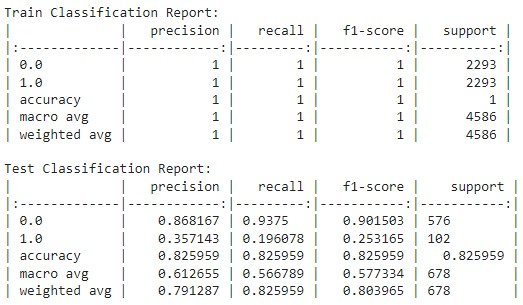 Train Classification Report:
|              |   precision |   recall |   f1-score |   support |
|:-------------|------------:|---------:|-----------:|----------:|
| 0.0          |           1 |        1 |          1 |      2293 |
| 1.0          |           1 |        1 |          1 |      2293 |
| accuracy     |           1 |        1 |          1 |         1 |
| macro avg    |           1 |        1 |          1 |      4586 |
| weighted avg |           1 |        1 |          1 |      4586 |
Test Classification Report:
|              |   precision |   recall |   f1-score |    support |
|:-------------|------------:|---------:|-----------:|-----------:|
| 0.0          |    0.868167 | 0.9375   |   0.901503 | 576        |
| 1.0          |    0.357143 | 0.196078 |   0.253165 | 102        |
| accuracy     |    0.825959 | 0.825959 |   0.825959 |   0.825959 |
| macro avg    |    0.612655 | 0.566789 |   0.577334 | 678        |
| weighted avg |    0.791287 | 0.825959 |   0.803965 | 678        |